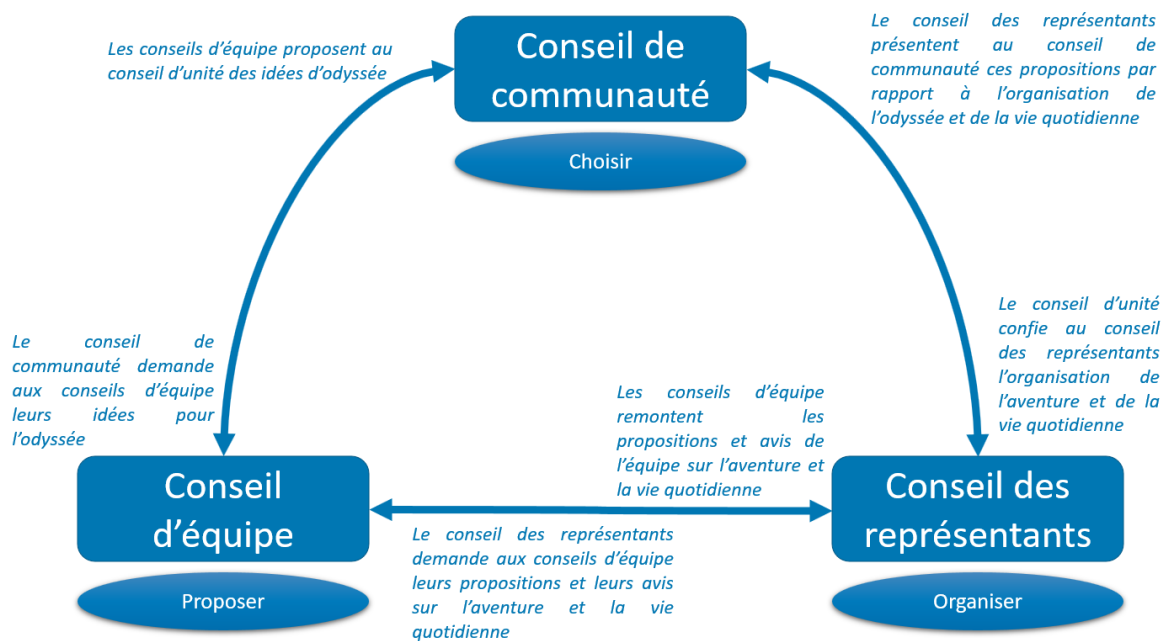 Les conseils d'équipe proposent au
conseil d'unité des idées d'odyssée
Conseil de
communauté
Choisir
Le conseil des représentants
présentent au conseil de
communauté ces propositions par
rapport à l'organisation de
l'odyssée et de la vie quotidienne
Le conseil de
communauté demande
aux conseils d'équipe
leurs idées pour
l'odyssée
Le conseil d'unité
confie au conseil
des représentants
l'organisation de
l'aventure et de la
vie quotidienne
Les conseils d'équipe
remontent les
propositions et avis de
l'équipe sur l'aventure et
la vie quotidienne
Conseil
d'équipe
Proposer
Le conseil des représentants
demande aux conseils d'équipe
leurs propositions et leurs avis
sur l'aventure et la vie
quotidienne
Conseil des
représentants
Organiser